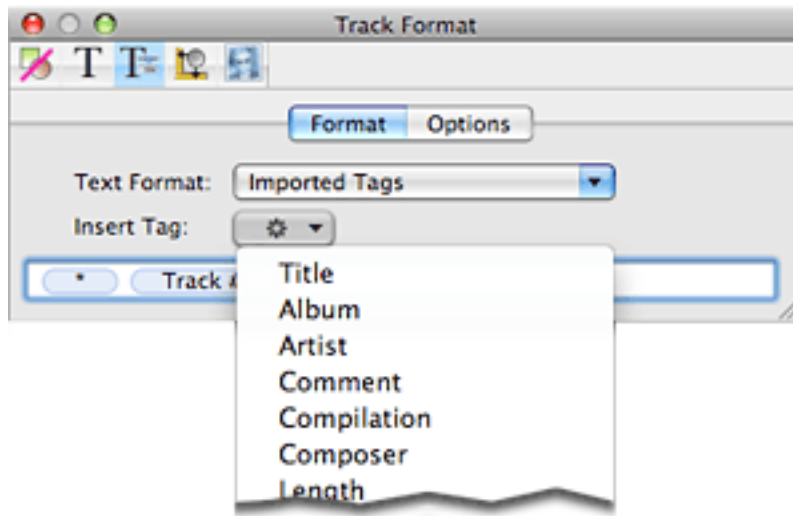 Track Format
T T
Format Options
Text Format: Imported Tags
Insert Tag:
* Track
Title
Album
Artist
Comment
Compilation
Composer
Length